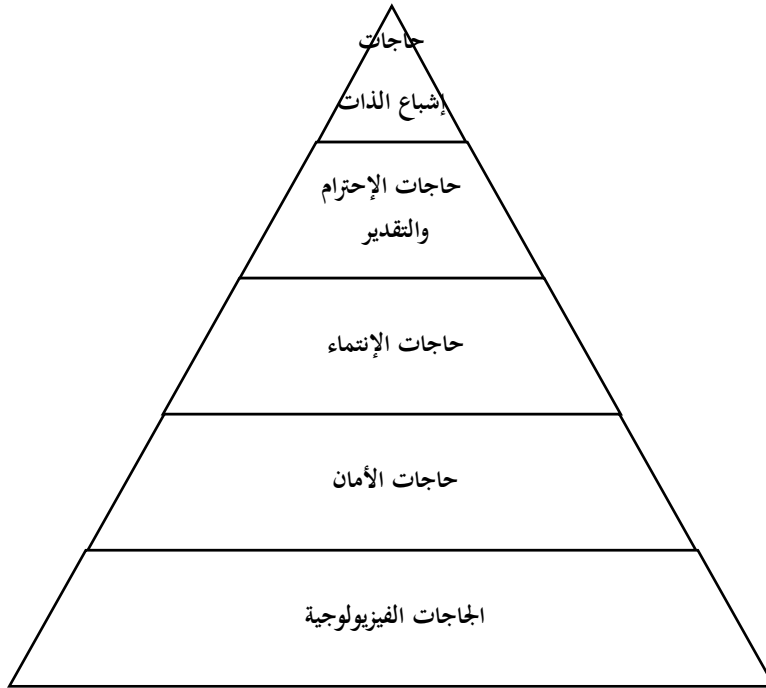 حاجات
إشباع الذات
حاجات الإحترام
والتقدير
حاجات الإنتماء
حاجات الأمان
الحاجات الفيزيولوجية